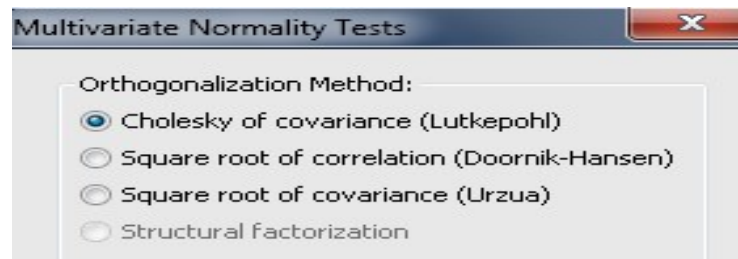 Multivariate Normality Tests
Orthogonalization Method:
Cholesky of covariance (Lutkepohl)
Square root of correlation (Doornik-Hansen)
Square root of covariance (Urzua)
Structural factorization